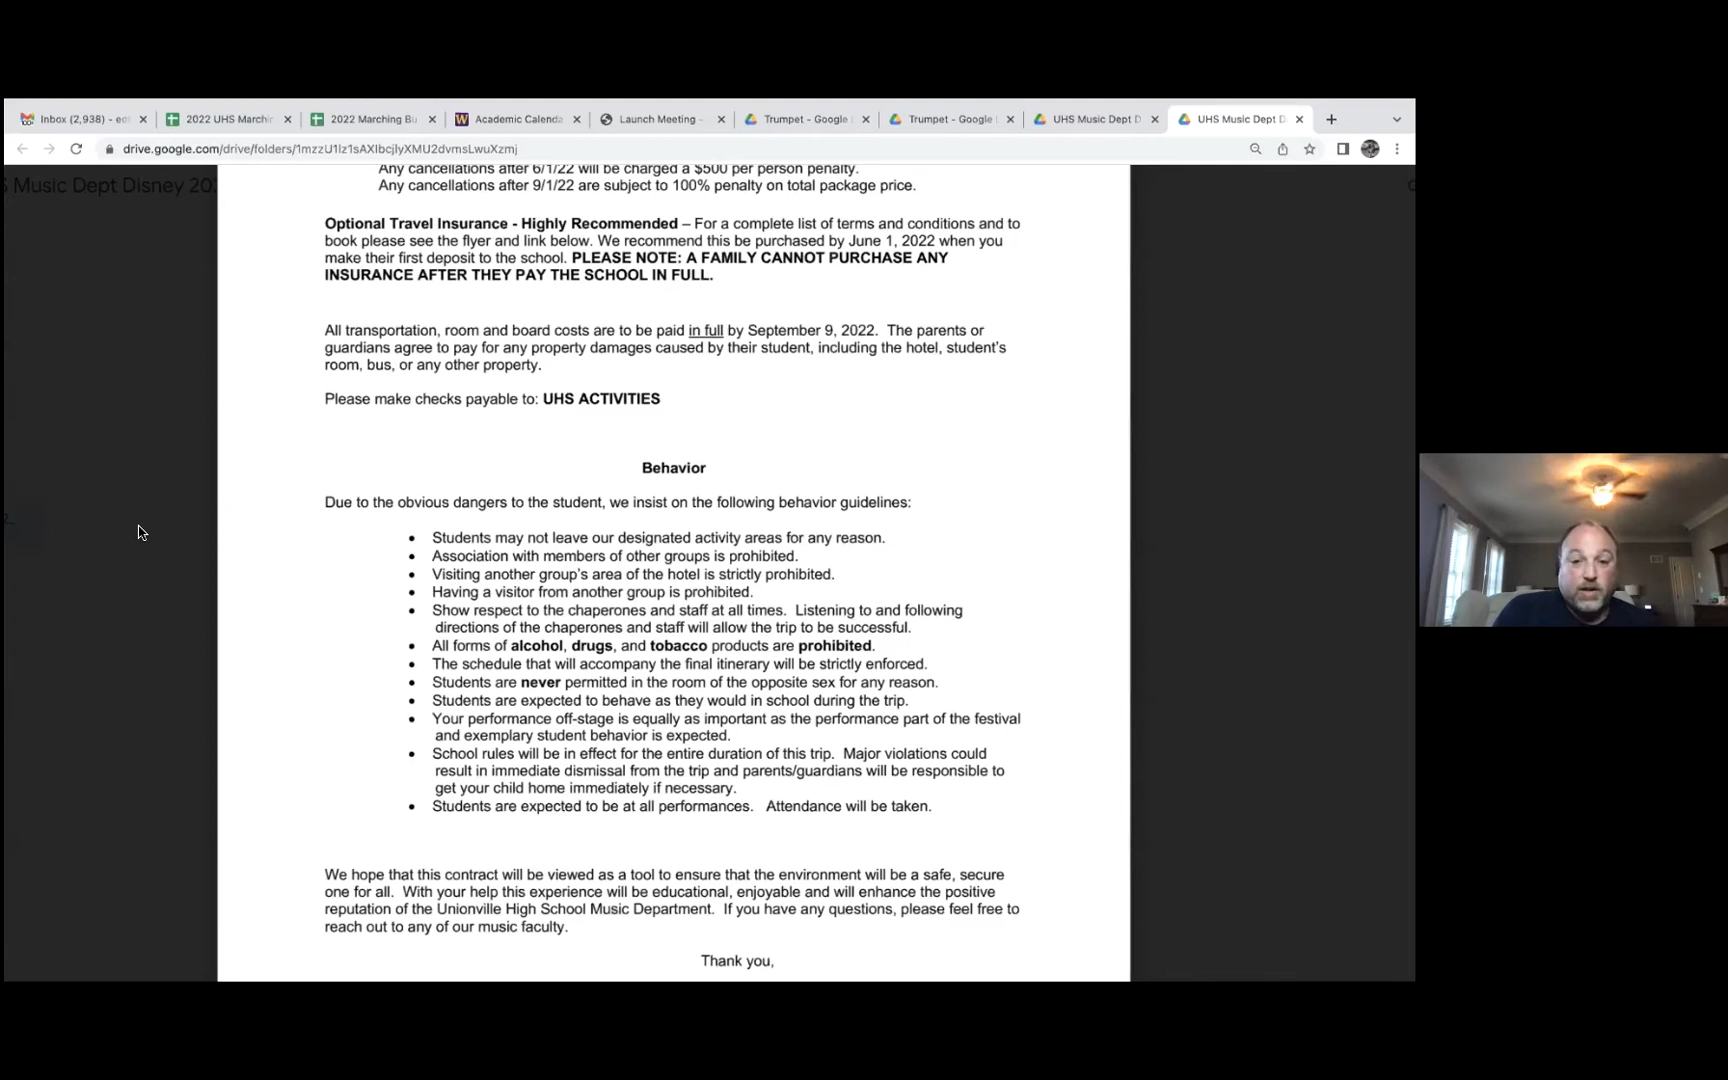 Inbox (2,938) - eo
2022 UHS Marchi
2022 Marching Bu
Academic Calenda
Launch Meeting -
Trumpet - Google
Trumpet - Google
UHS Music Dept D
UHS Music Dept D
drive.google.com/drive/folders/1mzzU1Iz1sAXIbcjlyXMU2dvmsLwuXzmj
S Music Dept Disney 20
Any cancellations after 6/1/22 will be charged a $500 per person penalty.
Any cancellations after 9/1/22 are subject to 100% penalty on total package price.
Optional Travel Insurance - Highly Recommended – For a complete list of terms and conditions and to
book please see the flyer and link below. We recommend this be purchased by June 1, 2022 when you
make their first deposit to the school. PLEASE NOTE: A FAMILY CANNOT PURCHASE ANY
INSURANCE AFTER THEY PAY THE SCHOOL IN FULL.
All transportation, room and board costs are to be paid in full by September 9, 2022. The parents or
guardians agree to pay for any property damages caused by their student, including the hotel, student's
room, bus, or any other property.
Please make checks payable to: UHS ACTIVITIES
Behavior
Due to the obvious dangers to the student, we insist on the following behavior guidelines:
• Students may not leave our designated activity areas for any reason.
• Association with members of other groups is prohibited.
• Visiting another group's area of the hotel is strictly prohibited.
• Having a visitor from another group is prohibited.
• Show respect to the chaperones and staff at all times. Listening to and following
directions of the chaperones and staff will allow the trip to be successful.
• All forms of alcohol, drugs, and tobacco products are prohibited.
• The schedule that will accompany the final itinerary will be strictly enforced.
• Students are never permitted in the room of the opposite sex for any reason.
• Students are expected to behave as they would in school during the trip.
• Your performance off-stage is equally as important as the performance part of the festival
and exemplary student behavior is expected.
• School rules will be in effect for the entire duration of this trip. Major violations could
result in immediate dismissal from the trip and parents/guardians will be responsible to
get your child home immediately if necessary.
• Students are expected to be at all performances. Attendance will be taken.
We hope that this contract will be viewed as a tool to ensure that the environment will be a safe, secure
one for all. With your help this experience will be educational, enjoyable and will enhance the positive
reputation of the Unionville High School Music Department. If you have any questions, please feel free to
reach out to any of our music faculty.
Thank you,